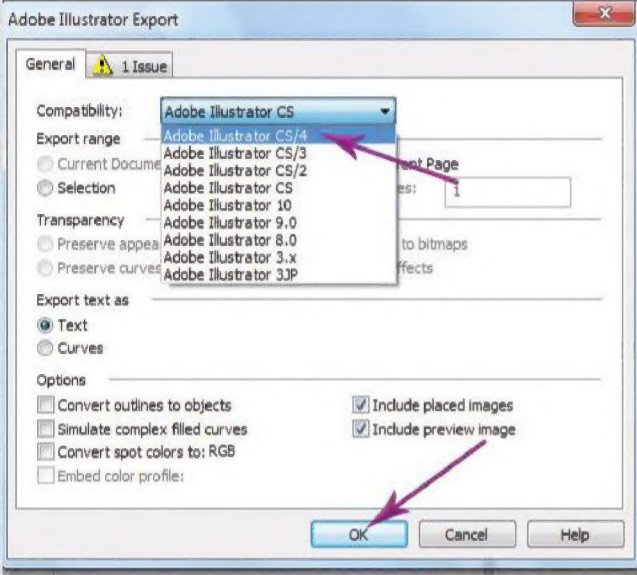 Adobe Illustrator Export
General
1 Issue
Compatibility:
Adobe Illustrator CS
Adobe Illustrator CS/4
Adobe Illustrator CS/3
Adobe Illustrator CS/2
Adobe Illustrator CS
Adobe Illustrator 10
Adobe Illustrator 9.0
Adobe Illustrator 8.0
Adobe Illustrator 3.x
Adobe Illustrator 3JP
Export range
Current Docume
Page
Selection
es:
1
Transparency
Preserve appea
to bitmaps
Preserve curves
ffects
Export text as
Text
Curves
Options
Convert outlines to objects
Include placed images
Simulate complex filled curves
Include preview image
Convert spot colors to: RGB
Embed color profile:
OK
Cancel
Help